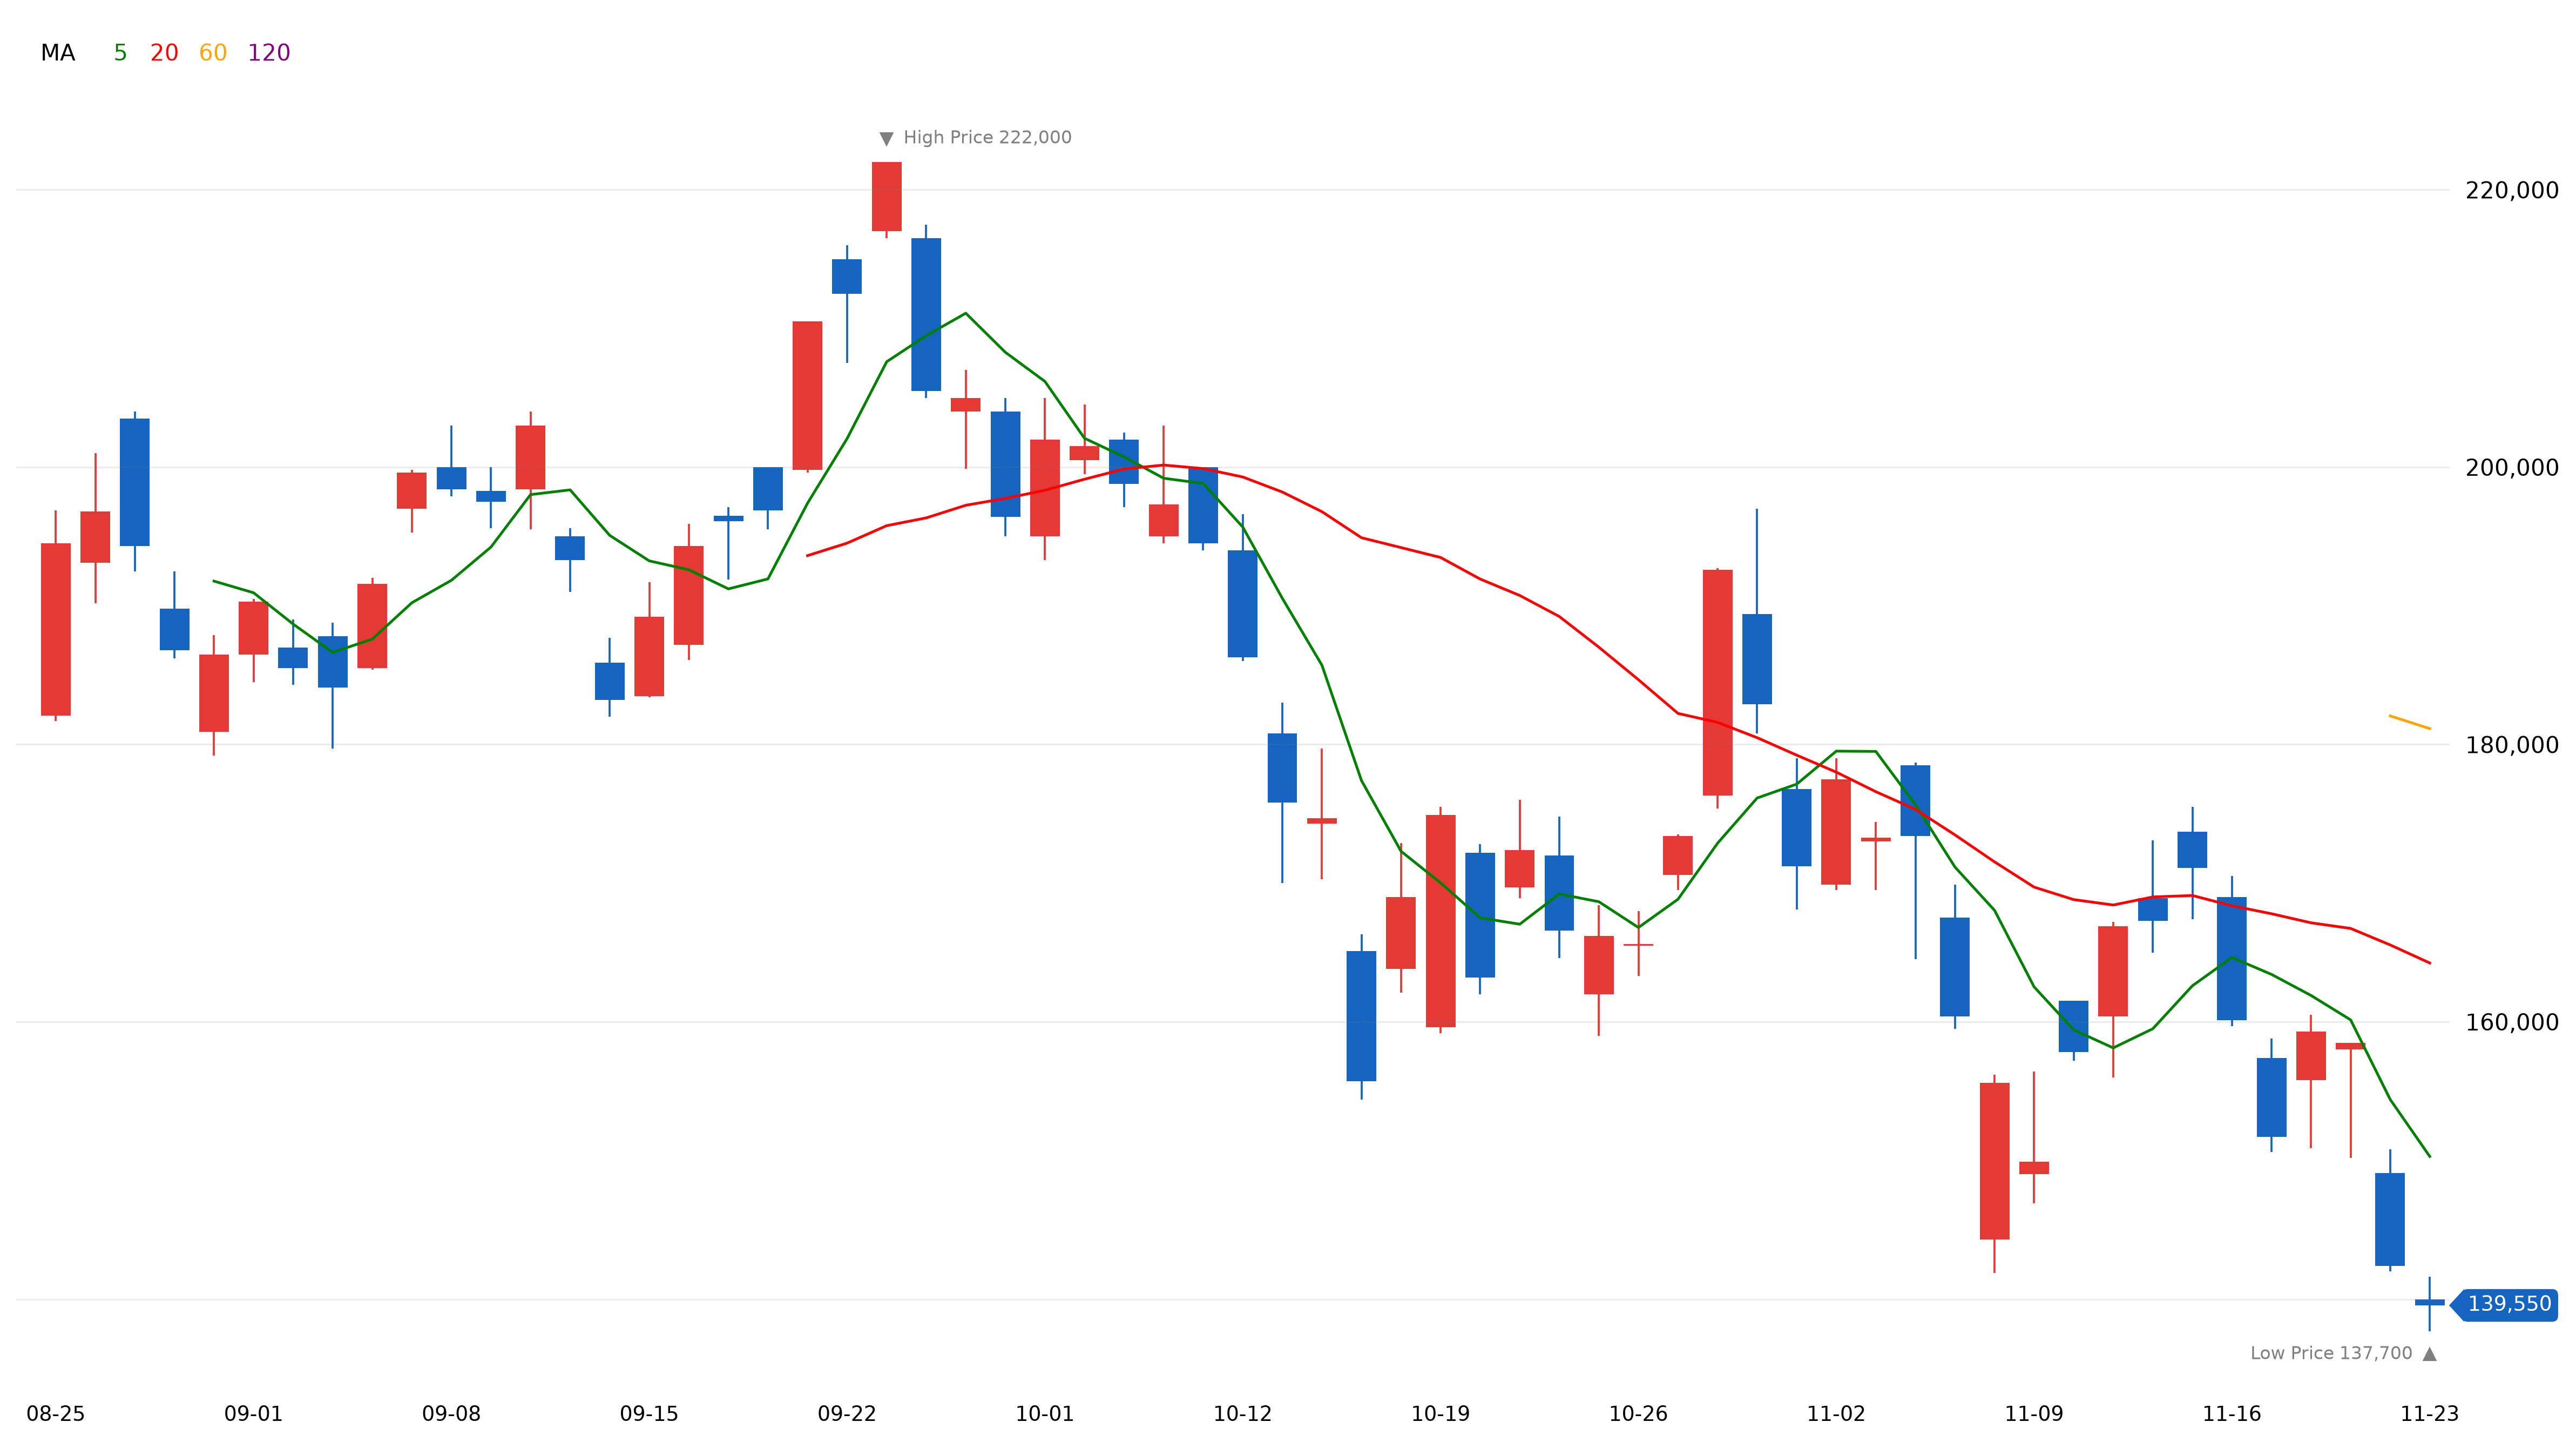 MA 5 20 60 120
▼ High Price 222,000
220,000
200,000
180,000
160,000
139,550
Low Price 137,700 ▲
08-25 09-01 09-08 09-15 09-22 10-01 10-12 10-19 10-26 11-02 11-09 11-16 11-23